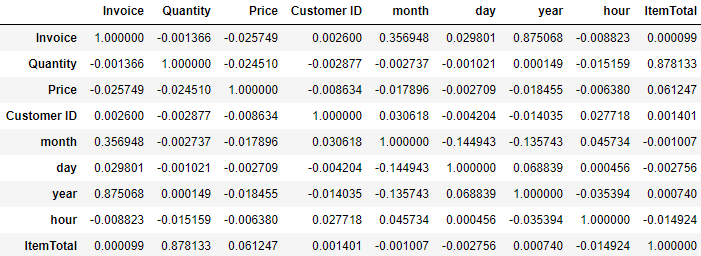 Invoice Quantity Price Customer ID month day year hour ItemTotal
Invoice 1.000000 -0.001366 -0.025749 0.002600 0.356948 0.029801 0.875068 -0.008823 0.000099
Quantity -0.001366 1.000000 -0.024510 -0.002877 -0.002737 -0.001021 0.000149 -0.015159 0.878133
Price -0.025749 -0.024510 1.000000 -0.008634 -0.017896 -0.002709 -0.018455 -0.006380 0.061247
Customer ID 0.002600 -0.002877 -0.008634 1.000000 0.030618 -0.004204 -0.014035 0.027718 0.001401
month 0.356948 -0.002737 -0.017896 0.030618 1.000000 -0.144943 -0.135743 0.045734 -0.001007
day 0.029801 -0.001021 -0.002709 -0.004204 -0.144943 1.000000 0.068839 0.000456 -0.002756
year 0.875068 0.000149 -0.018455 -0.014035 -0.135743 0.068839 1.000000 -0.035394 0.000740
hour -0.008823 -0.015159 -0.006380 0.027718 0.045734 0.000456 -0.035394 1.000000 -0.014924
ItemTotal 0.000099 0.878133 0.061247 0.001401 -0.001007 -0.002756 0.000740 -0.014924 1.000000